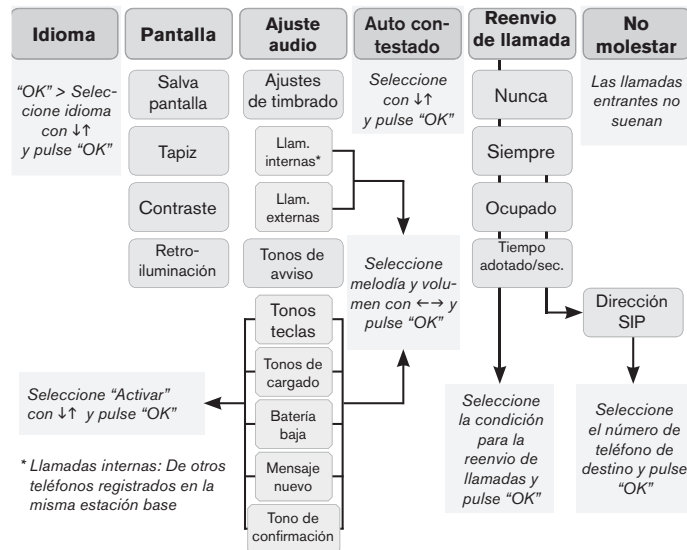 Idioma
"OK" > Selec-
cione idioma
con ↓↑
y pulse "OK"
Pantalla
Salva
pantalla
Tapiz
Contraste
Retro-
iluminación
Ajuste
audio
Ajustes
de timbrado
Llam.
internas*
Llam.
externas
Tonos de
avviso
Tonos
teclas
Tonos de
cargado
Batería
baja
Mensaje
nuevo
Tono de
confirmación
Auto con-
testado
Seleccione
con ↓↑
y pulse "OK"
Seleccione
melodía y volu-
men con ←→ y
pulse "OK"
Reenvio
de llamada
Nunca
Siempre
Ocupado
Tiempo
adotado/sec.
Seleccione
la condición
para la
reenvio de
llamadas y
pulse "OK"
No
molestar
Las llamadas
entrantes no
suenan
Dirección
SIP
Seleccione
el número de
teléfono de
destino y pulse
"OK"
Seleccione "Activar"
con ↓↑ y pulse "OK"
* Llamadas internas: De otros
teléfonos registrados en la
misma estación base